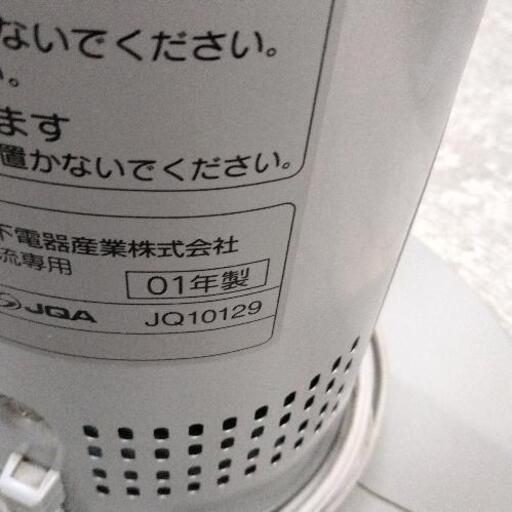 ないでください。
い。
ます
置かないでください。
下電器産業株式会社
流専用
01年製
JQA
JQ10129